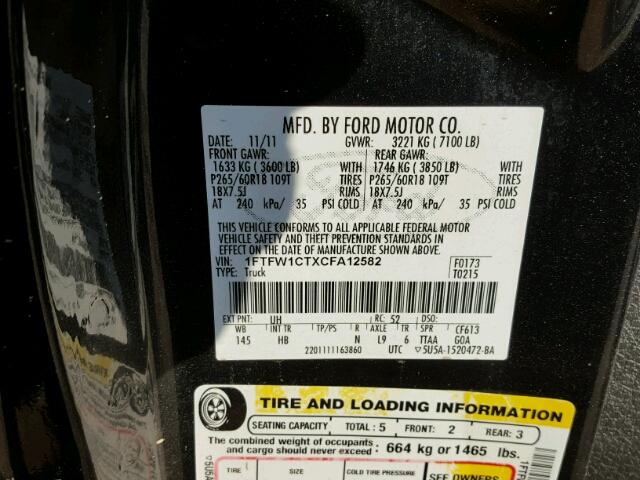 MFD. BY FORD MOTOR CO.
DATE: 11/11 GVWR: 3221 KG ( 7100 LB)
FRONT GAWR: REAR GAWR:
1633 KG ( 3600 LB) WITH 1746 KG ( 3850 LB) WITH
P265/60R18 109T TIRES P265/60R18 109T TIRES
18X7.5J RIMS 18X7.5J RIMS
AT 240 kPa/ 35 PSI COLD AT 240 kPa/ 35 PSI COLD
THIS VEHICLE CONFORMS TO ALL APPLICABLE FEDERAL MOTOR
VEHICLE SAFETY AND THEFT PREVENTION STANDARDS IN
EFFECT ON THE DATE OF MANUFACTURE SHOWN ABOVE.
VIN: 1FTFW1CTXCFA12582 F0173
TYPE: Truck T0215
EXT PNT: UH RC: 52 DSO:
WB INT TR TP/PS R AXLE TR SPR CF613
145 HB N L9 6 TTAA GOA
2201111163860 UTC ▽5U5A-1520472-BA
TIRE AND LOADING INFORMATION
SEATING CAPACITY TOTAL : 5 FRONT: 2 REAR: 3
The combined weight of occupants
and cargo should never exceed: 664 kg or 1465 lbs.
TIRE SIZE COLD TIRE PRESSURE SEE OWNERS